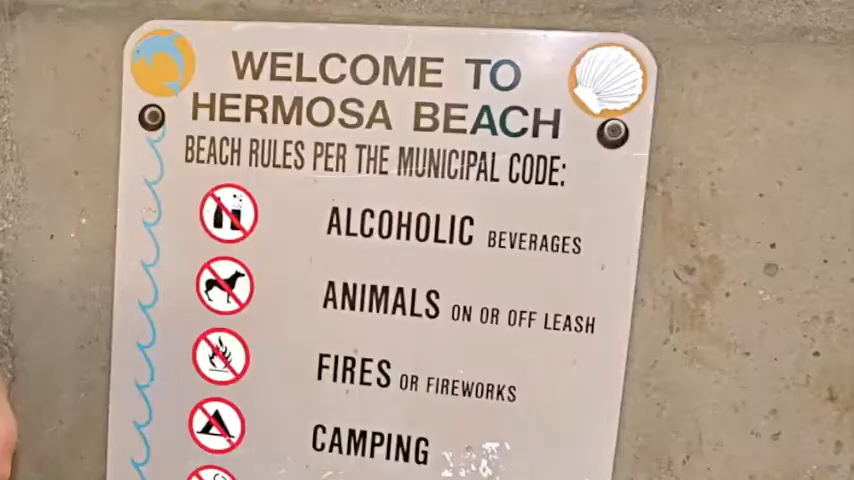 WELCOME TO
HERMOSA BEACH
BEACH RULES PER THE MUNICIPAL CODE:
ALCOHOLIC BEVERAGES
ANIMALS ON OR OFF LEASH
FIRES OR FIREWORKS
CAMPING